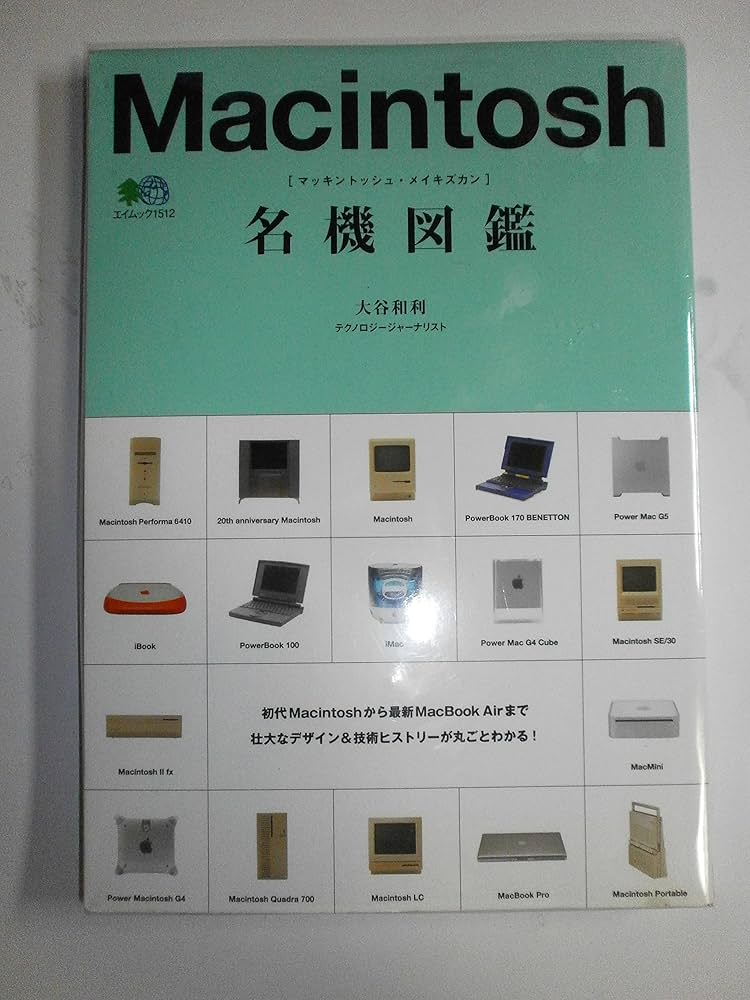 Macintosh
[マッキントッシュ・メイキズカン]
エイムック1512
名機図鑑
大谷和利
テクノロジージャーナリスト
Macintosh Performa 6410
20th anniversary Macintosh
Macintosh
PowerBook 170 BENETTON
Power Mac G5
iBook
PowerBook 100
iMac
Power Mac G4 Cube
Macintosh SE/30
初代Macintoshから最新MacBook Airまで
壮大なデザイン&技術ヒストリーが丸ごとわかる!
Macintosh II fx
MacMini
Power Macintosh G4
Macintosh Quadra 700
Macintosh LC
MacBook Pro
Macintosh Portable